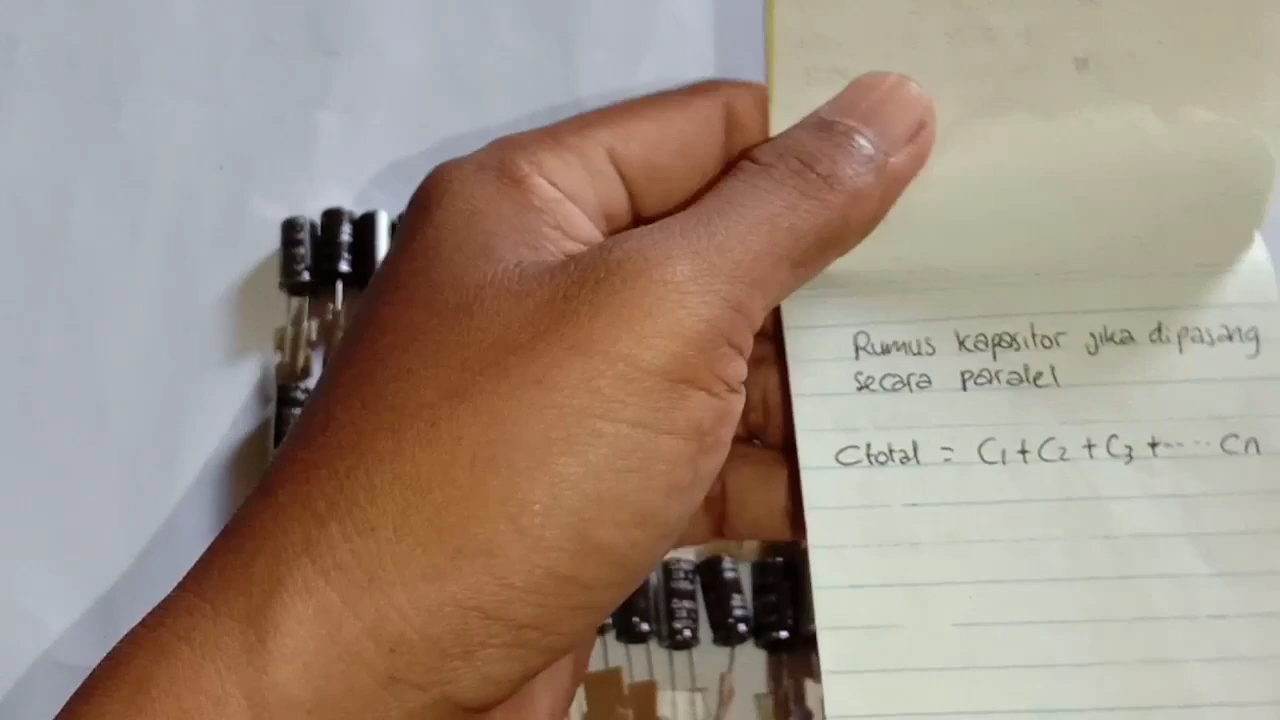 Rumus kapasitor jika dipasang
secara paralel
Ctotal = C1 + C2 + C3 + ..... Cn